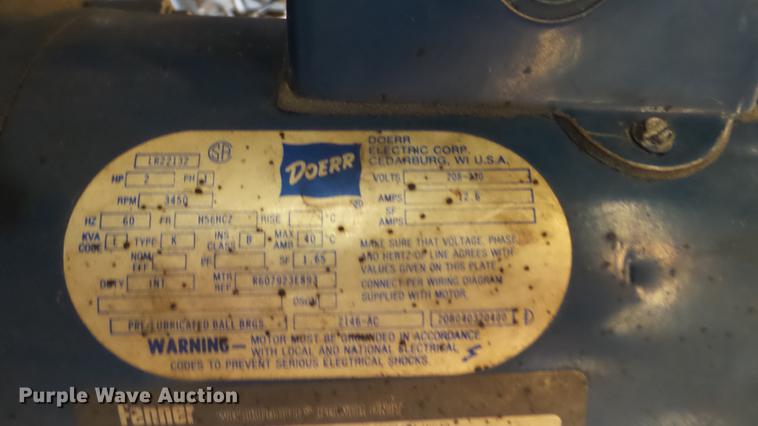 LR22132 SA
DOERR
DOERR
ELECTRIC CORP.
CEDARBURG, WI U.S.A.
HP 2 PH 1
VOLTS 208-230
RPM 3450
AMPS 12.6
HZ 60 FR RISE °C
SF AMPS
KVA CODE TYPE K INS CLASS B MAX AMB 40 °C
NOM EFF PF SF 1.65
DUTY INT MTR REF
MAKE SURE THAT VOLTAGE, PHASE
AND HERTZ OF LINE AGREES WITH
VALUES GIVEN ON THIS PLATE.
CONNECT PER WIRING DIAGRAM
SUPPLIED WITH MOTOR.
PRE-LUBRICATED BALL BRGS. 2146-AC
WARNING— MOTOR MUST BE GROUNDED IN ACCORDANCE
WITH LOCAL AND NATIONAL ELECTRICAL
CODES TO PREVENT SERIOUS ELECTRICAL SHOCKS.
Purple Wave Auction
Fenner